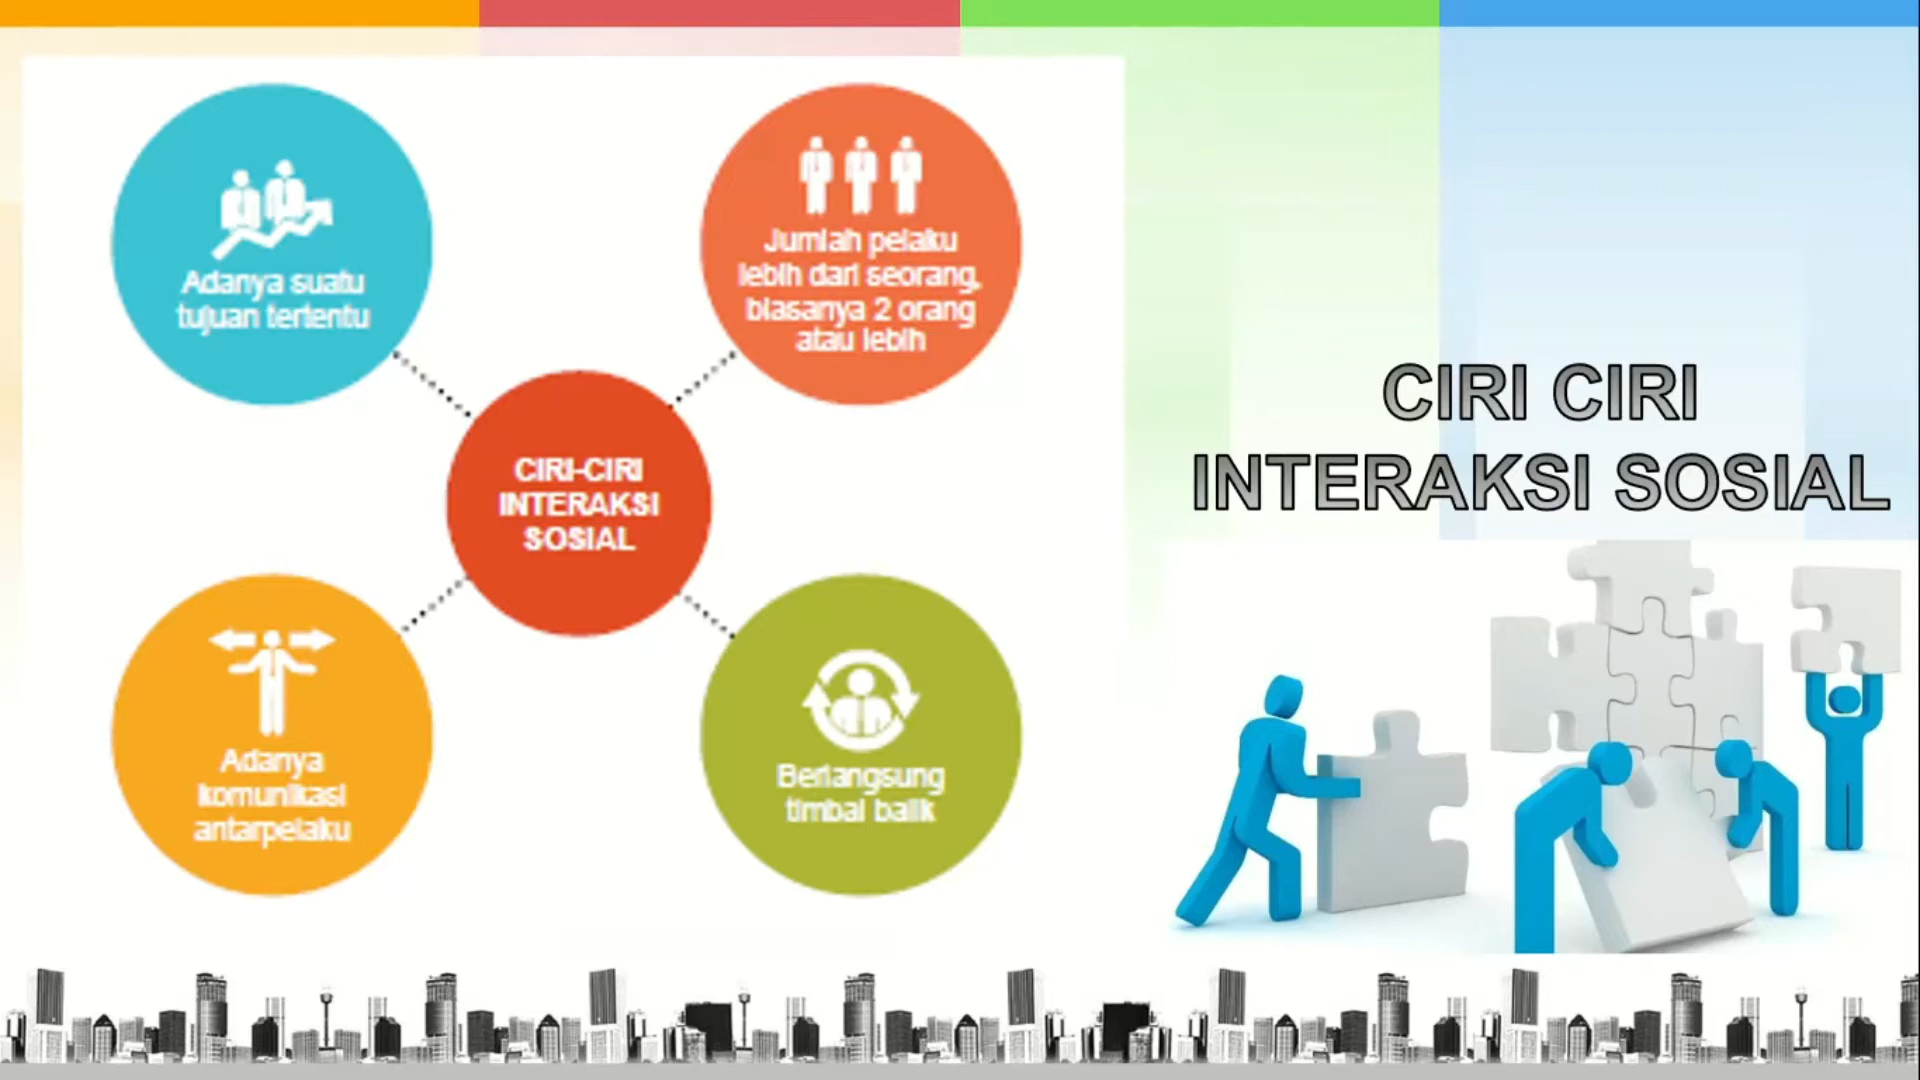 Adanya suatu
tujuan tertentu
Jumlah pelaku
lebih dari seorang,
biasanya 2 orang
atau lebih
CIRI-CIRI
INTERAKSI
SOSIAL
Adanya
komunikasi
antarpelaku
Berlangsung
timbal balik
CIRI CIRI
INTERAKSI SOSIAL